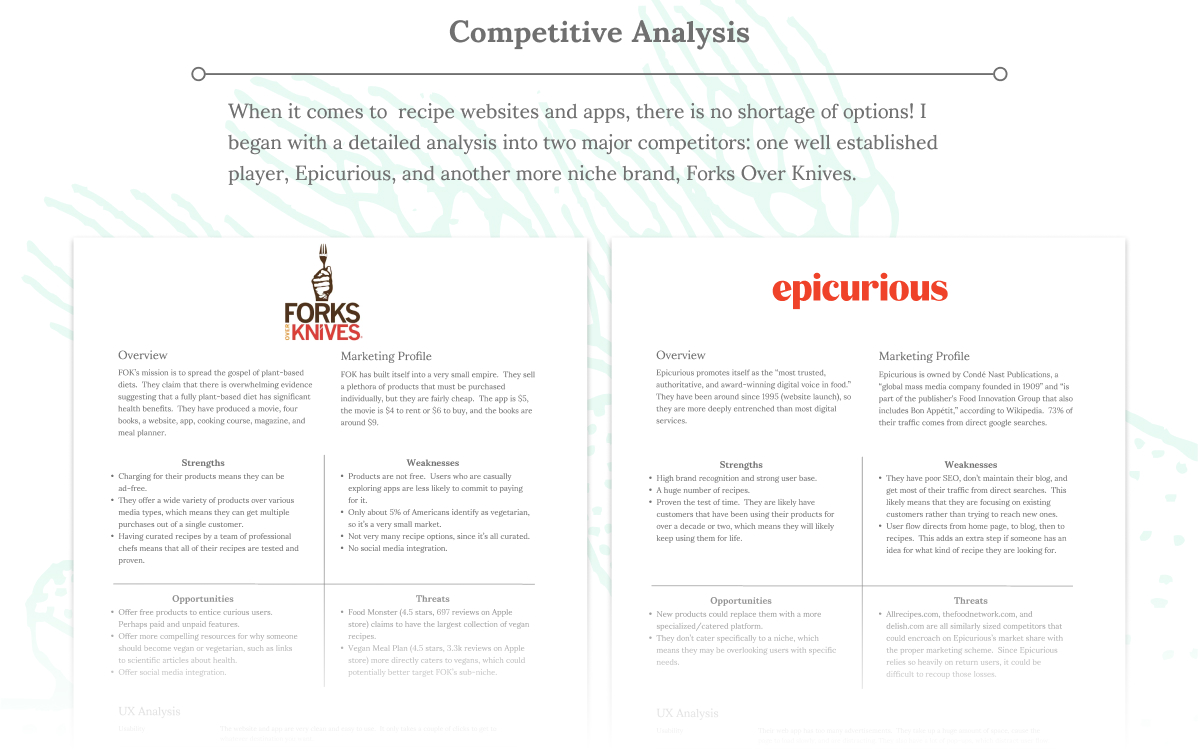 Competitive Analysis
When it comes to  recipe websites and apps, there is no shortage of options! I
began with a detailed analysis into two major competitors: one well established
player, Epicurious, and another more niche brand, Forks Over Knives.
FORKS
OVER
KNIVES
Overview
FOK's mission is to spread the gospel of plant-based
diets.  They claim that there is overwhelming evidence
suggesting that a fully plant-based diet has significant
health benefits.  They have produced a movie, four
books, a website, app, cooking course, magazine, and
meal planner.
Marketing Profile
FOK has built itself into a very small empire.  They sell
a plethora of products that must be purchased
individually, but they are fairly cheap.  The app is $5,
the movie is $4 to rent or $6 to buy, and the books are
around $9.
Strengths
• Charging for their products means they can be
ad-free.
• They offer a wide variety of products over various
media types, which means they can get multiple
purchases out of a single customer.
• Having curated recipes by a team of professional
chefs means that all of their recipes are tested and
proven.
Weaknesses
• Products are not free.  Users who are casually
exploring apps are less likely to commit to paying
for it.
• Only about 5% of Americans identify as vegetarian,
so it's a very small market.
• Not very many recipe options, since it's all curated.
• No social media integration.
Opportunities
• Offer free products to entice curious users.
Perhaps paid and unpaid features.
• Offer more compelling resources for why someone
should become vegan or vegetarian, such as links
to scientific articles about health.
• Offer social media integration.
Threats
• Food Monster (4.5 stars, 697 reviews on Apple
store) claims to have the largest collection of vegan
recipes.
• Vegan Meal Plan (4.5 stars, 3.3k reviews on Apple
store) more directly caters to vegans, which could
potentially better target FOK's sub-niche.
UX Analysis
Usability
epicurious
Overview
Epicurious promotes itself as the "most trusted,
authoritative, and award-winning digital voice in food."
They have been around since 1995 (website launch), so
they are more deeply entrenched than most digital
services.
Marketing Profile
Epicurious is owned by Condé Nast Publications, a
"global mass media company founded in 1909" and "is
part of the publisher's Food Innovation Group that also
includes Bon Appétit," according to Wikipedia.  73% of
their traffic comes from direct google searches.
Strengths
• High brand recognition and strong user base.
• A huge number of recipes.
• Proven the test of time.  They are likely have
customers that have been using their products for
over a decade or two, which means they will likely
keep using them for life.
Weaknesses
• They have poor SEO, don't maintain their blog, and
get most of their traffic from direct searches.  This
likely means that they are focusing on existing
customers rather than trying to reach new ones.
• User flow directs from home page, to blog, then to
recipes.  This adds an extra step if someone has an
idea for what kind of recipe they are looking for.
Opportunities
• New products could replace them with a more
specialized/catered platform.
• They don't cater specifically to a niche, which
means they may be overlooking users with specific
needs.
Threats
• Allrecipes.com, thefoodnetwork.com, and
delish.com are all similarly sized competitors that
could encroach on Epicurious's market share with
the proper marketing scheme.  Since Epicurious
relies so heavily on return users, it could be
difficult to recoup those losses.
UX Analysis
Usability